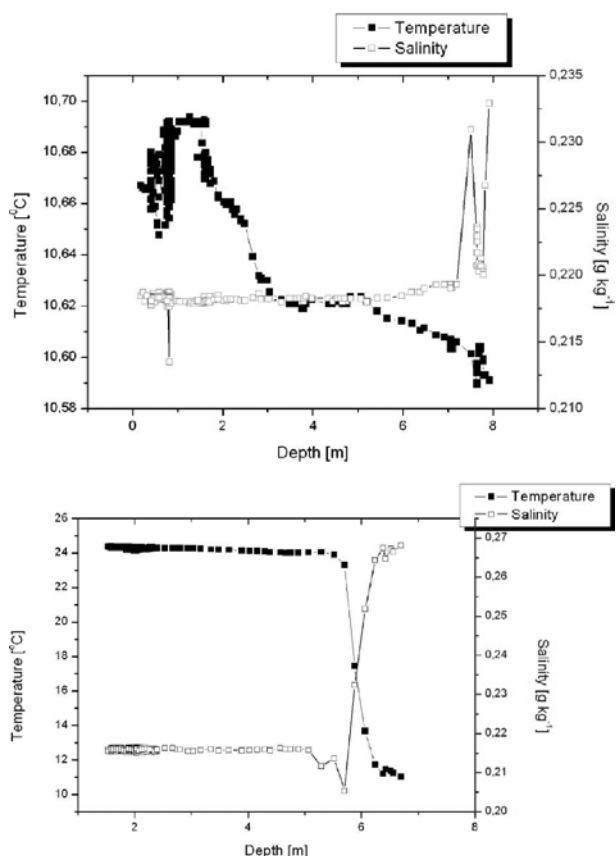 Temperature
Salinity
10,70
10,68
10,66
10,64
10,62
10,60
10,58
Temperature [⁰C]
0,235
0,230
0,225
0,220
0,215
0,210
Salinity [g kg⁻¹]
0 2 4 6 8 10
Depth [m]
Temperature
Salinity
26
24
22
20
18
16
14
12
10
Temperature [°C]
0,27
0,26
0,25
0,24
0,23
0,22
0,21
0,20
Salinity [g kg⁻¹]
2 4 6 8
Depth [m]